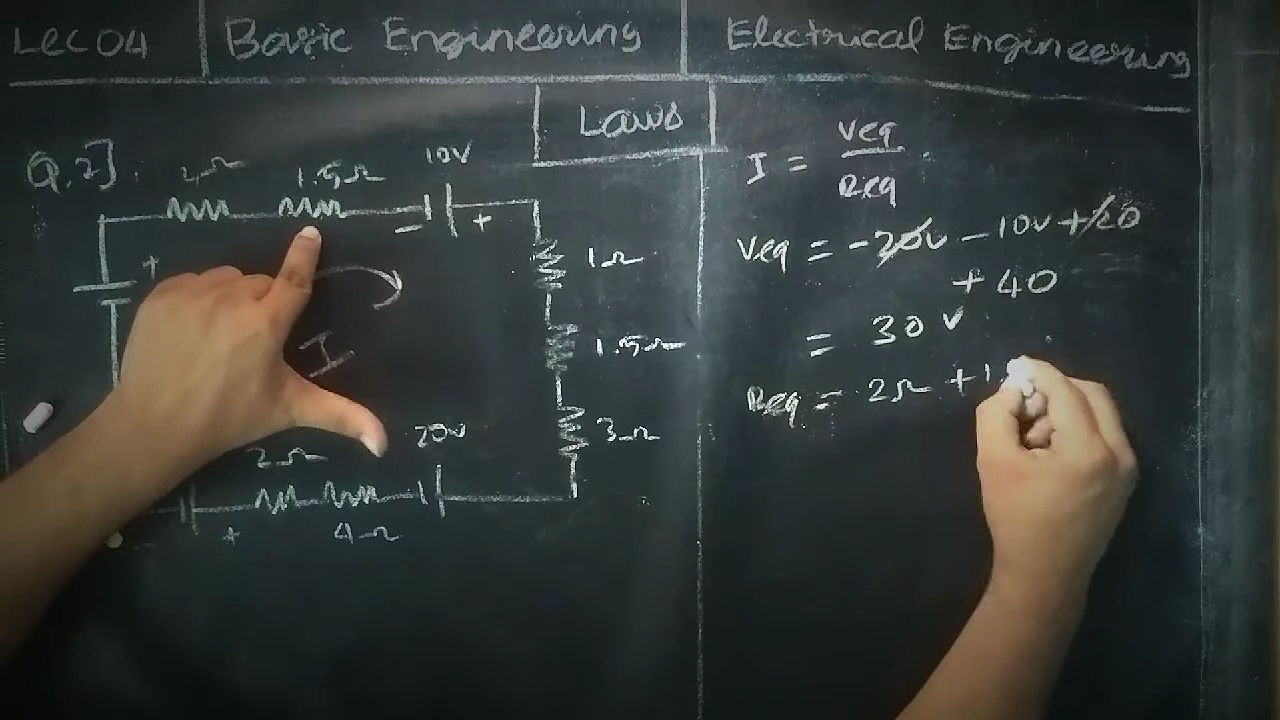 Lec 04 Basic Engineering Electrical Engineering
Laws
Q.2].
2Ω 1.5Ω 10V
- +
1Ω
+
1.5Ω
I
3Ω
2Ω 20V
+ 4Ω
-
I = Veq / Req
Veq = -20V - 10V + 20
+ 40
= 30 V
Req = 2Ω + 1